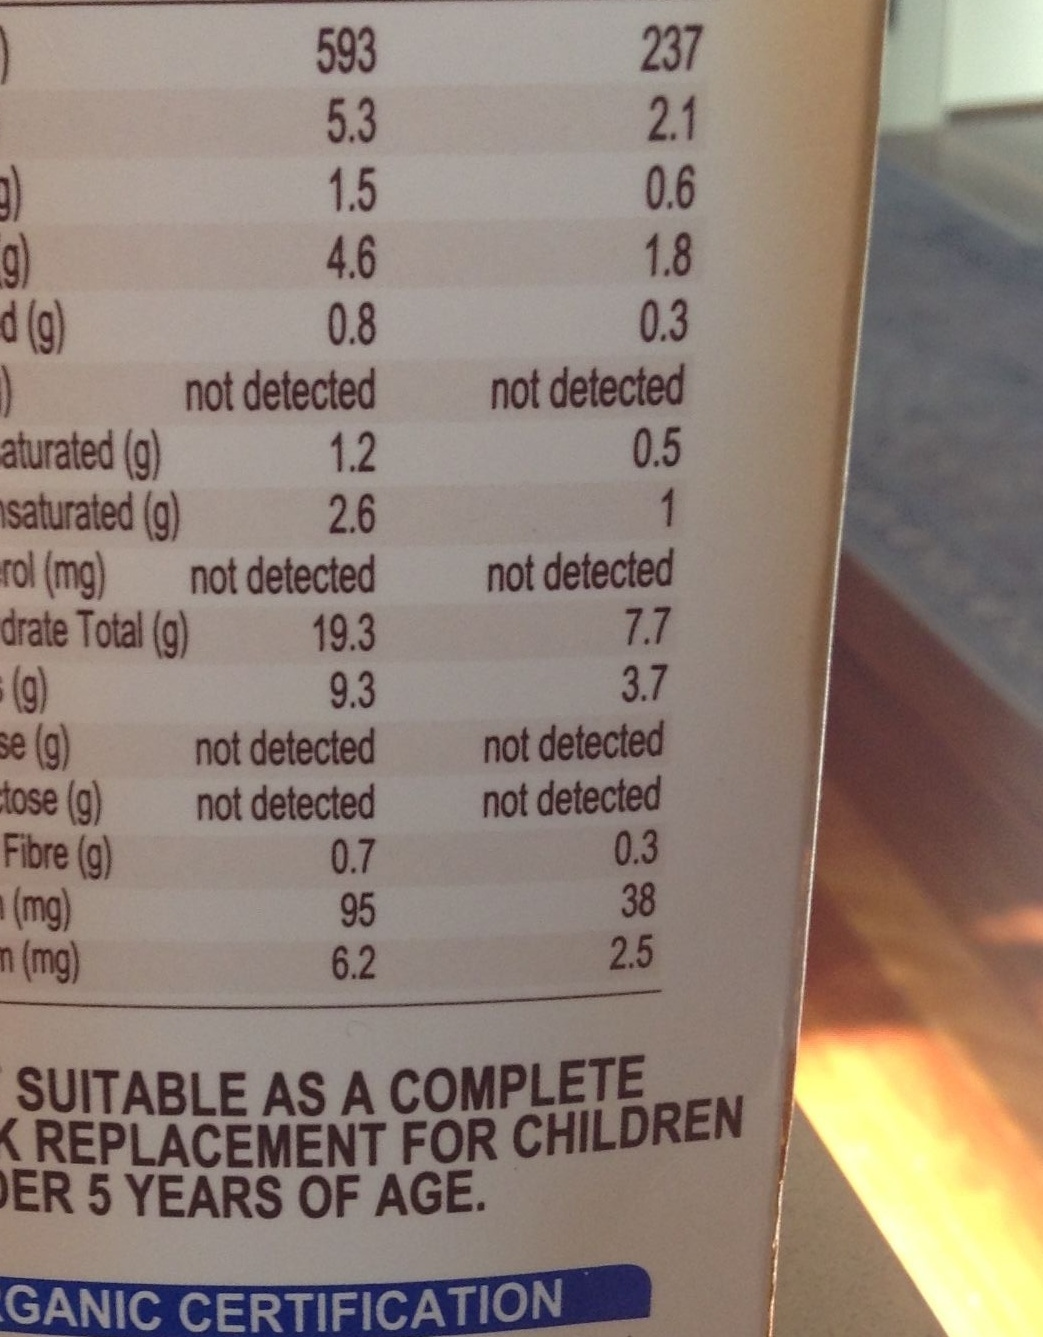 ) 593 237
5.3 2.1
g) 1.5 0.6
g) 4.6 1.8
d (g) 0.8 0.3
) not detected not detected
aturated (g) 1.2 0.5
nsaturated (g) 2.6 1
rol (mg) not detected not detected
drate Total (g) 19.3 7.7
s (g) 9.3 3.7
se (g) not detected not detected
ctose (g) not detected not detected
Fibre (g) 0.7 0.3
(mg) 95 38
m (mg) 6.2 2.5
SUITABLE AS A COMPLETE
K REPLACEMENT FOR CHILDREN
DER 5 YEARS OF AGE.
RGANIC CERTIFICATION